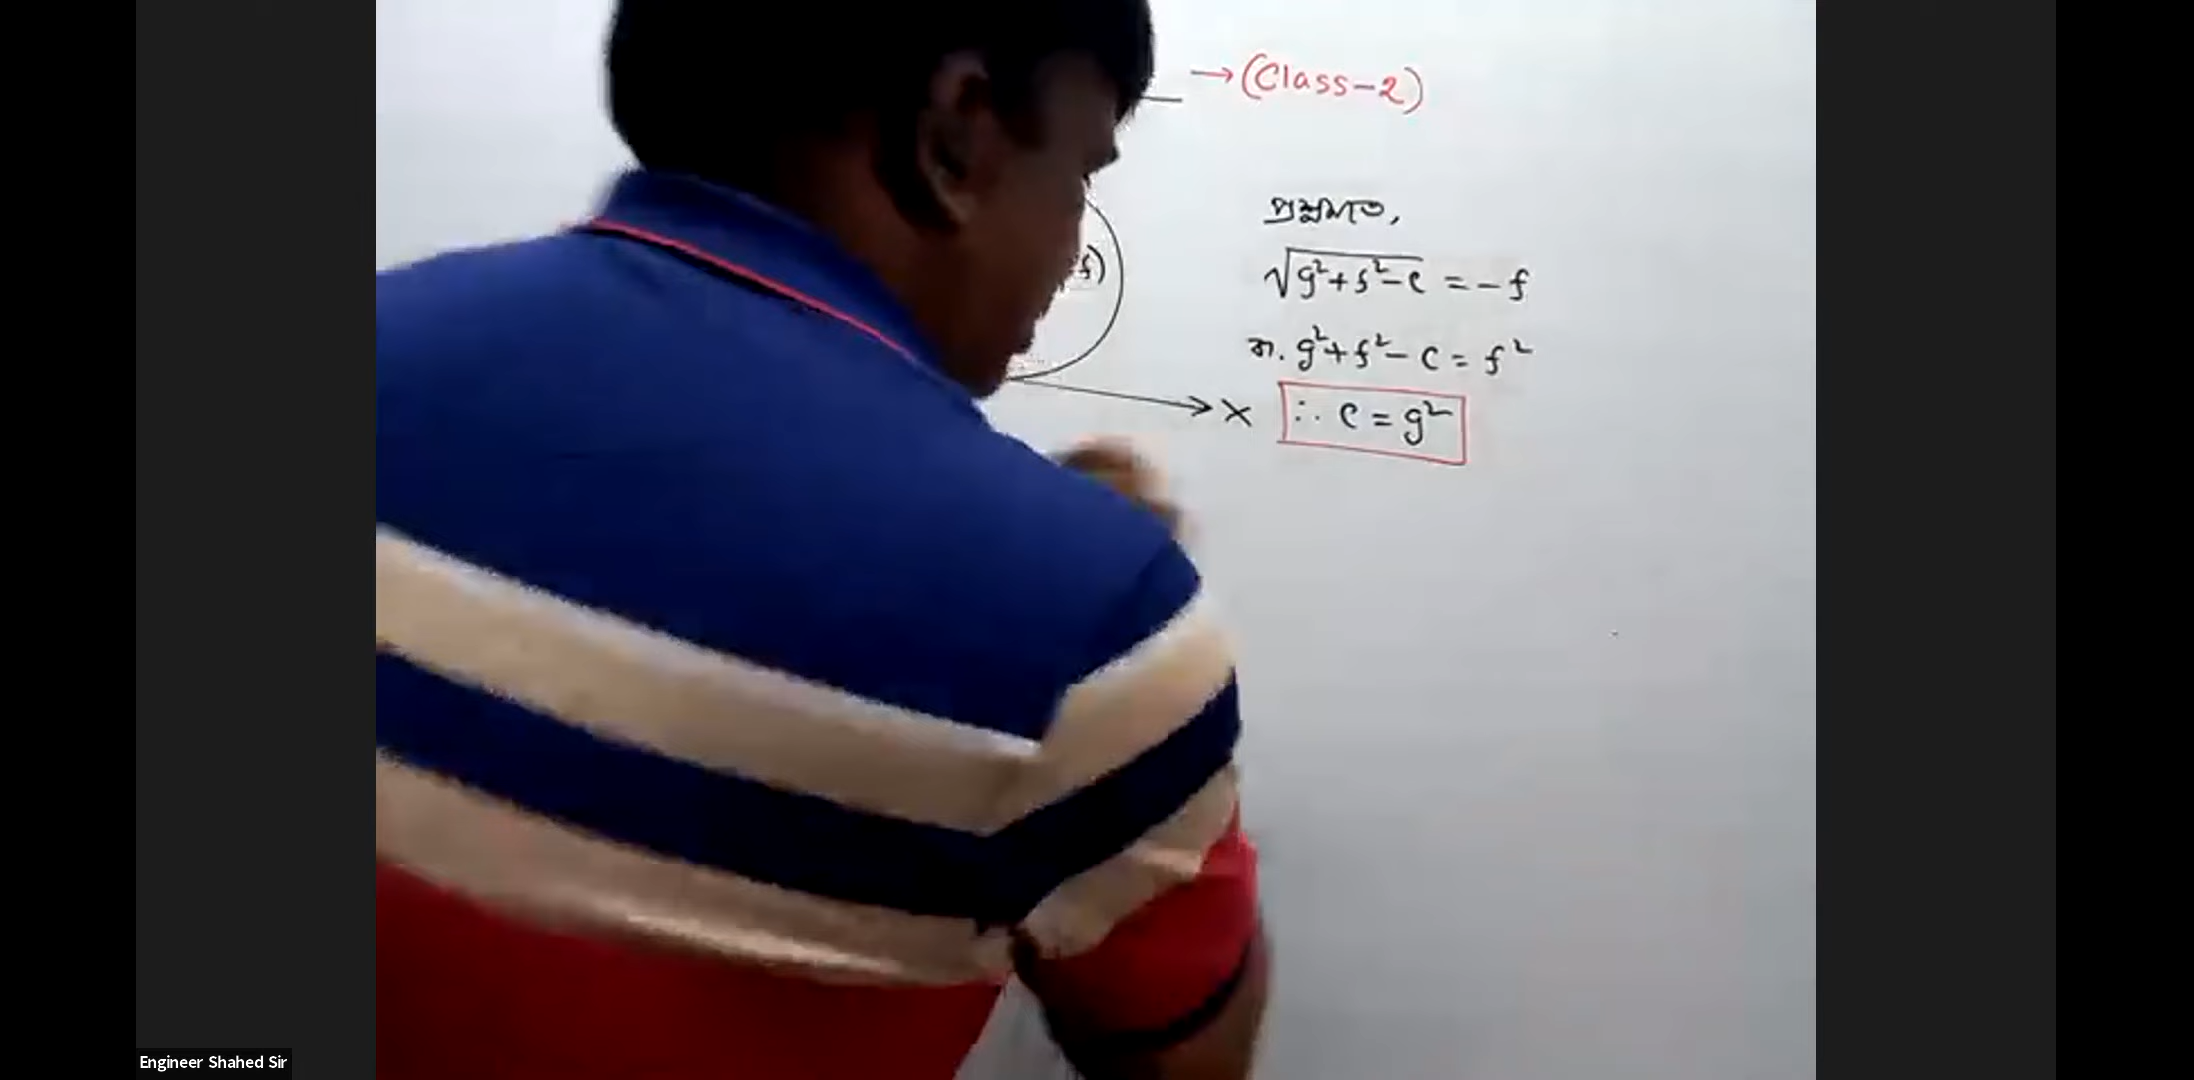 →(Class-2)
প্রশ্নমতে,
f)
√g²+f²-c = -f
বা, g²+f²-c = f²
X
∴ c = g²
Engineer Shahed Sir